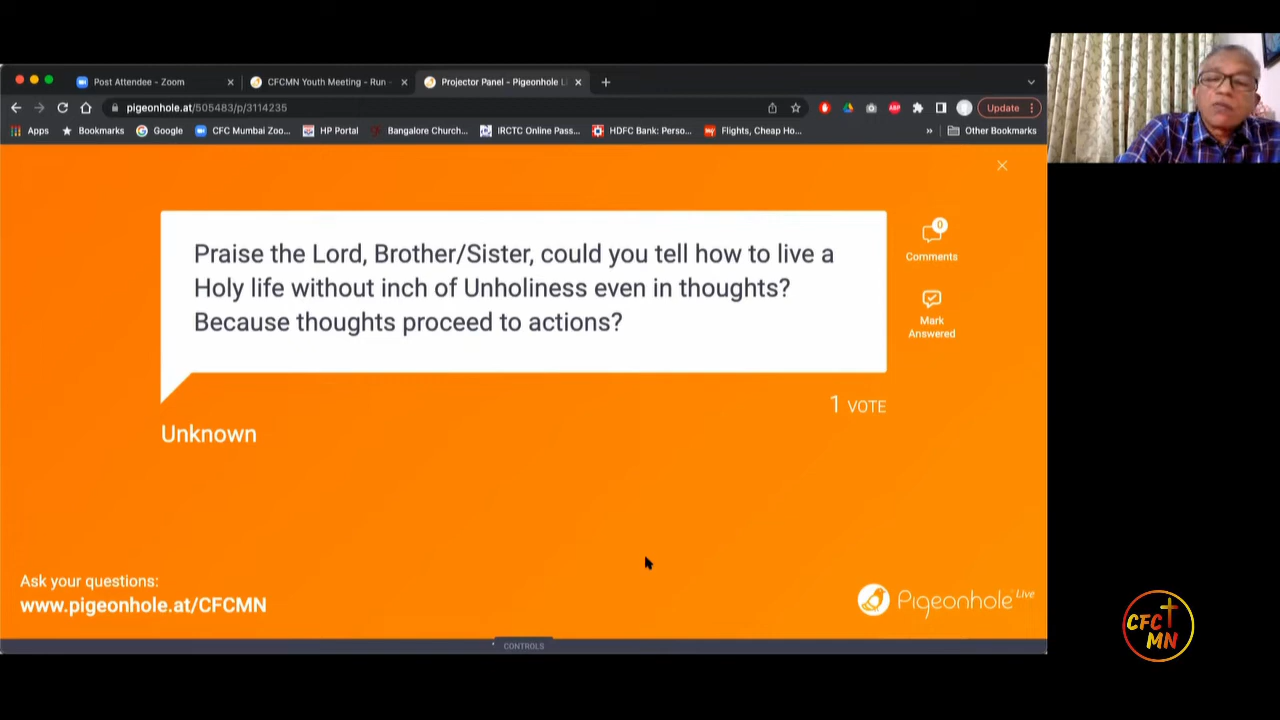 Post Attendee - Zoom
CFCMN Youth Meeting - Run -
Projector Panel - Pigeonhole L
pigeonhole.at/505483/p/3114235
ABP
Update
Apps
Bookmarks
Google
CFC Mumbai Zoo...
HP Portal
Bangalore Church...
IRCTC Online Pass...
HDFC Bank: Perso...
Flights, Cheap Ho...
Other Bookmarks
Praise the Lord, Brother/Sister, could you tell how to live a
Holy life without inch of Unholiness even in thoughts?
Because thoughts proceed to actions?
0
Comments
Mark
Answered
1 VOTE
Unknown
Ask your questions:
www.pigeonhole.at/CFCMN
Pigeonhole Live
CONTROLS
CFC
MN